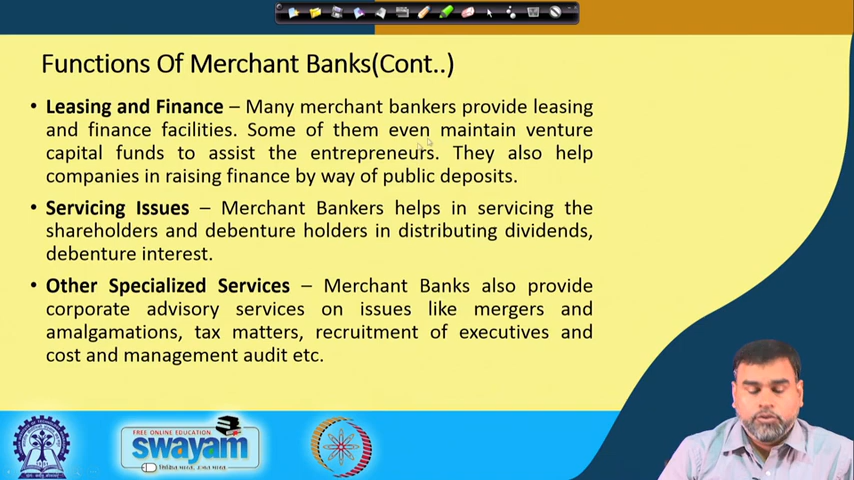 Functions Of Merchant Banks(Cont..)
• Leasing and Finance – Many merchant bankers provide leasing
and finance facilities. Some of them even maintain venture
capital funds to assist the entrepreneurs. They also help
companies in raising finance by way of public deposits.
• Servicing Issues – Merchant Bankers helps in servicing the
shareholders and debenture holders in distributing dividends,
debenture interest.
• Other Specialized Services – Merchant Banks also provide
corporate advisory services on issues like mergers and
amalgamations, tax matters, recruitment of executives and
cost and management audit etc.
FREE ONLINE EDUCATION
swayam